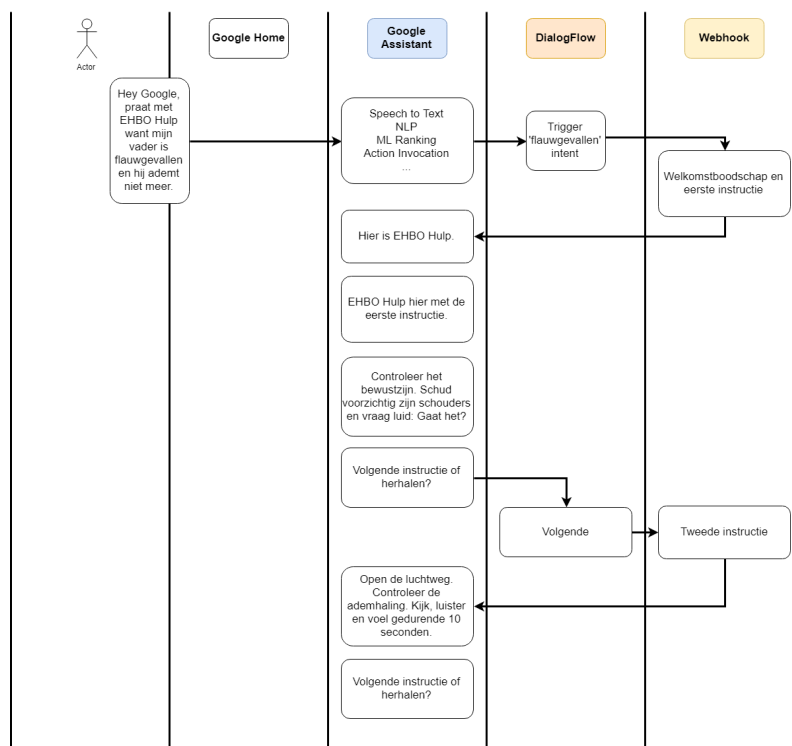 Actor
Google Home
Google
Assistant
DialogFlow
Webhook
Hey Google,
praat met
EHBO Hulp
want mijn
vader is
flauwgevallen
en hij ademt
niet meer.
Speech to Text
NLP
ML Ranking
Action Invocation
...
Trigger
'flauwgevallen'
intent
Welkomstboodschap en
eerste instructie
Hier is EHBO Hulp.
EHBO Hulp hier met de
eerste instructie.
Controleer het
bewustzijn. Schud
voorzichtig zijn schouders
en vraag luid: Gaat het?
Volgende instructie of
herhalen?
Volgende
Tweede instructie
Open de luchtweg.
Controleer de
ademhaling. Kijk, luister
en voel gedurende 10
seconden.
Volgende instructie of
herhalen?